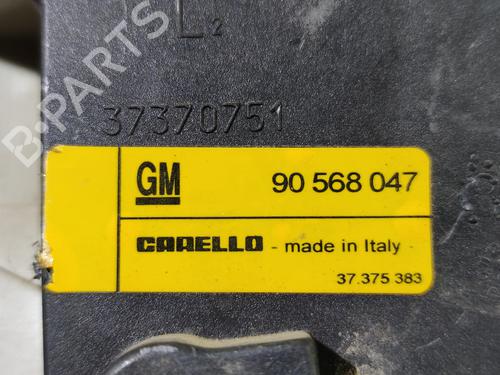 L2
37370751
GM
90 568 047
CARELLO - made in Italy -
37.375 383
B-PARTS